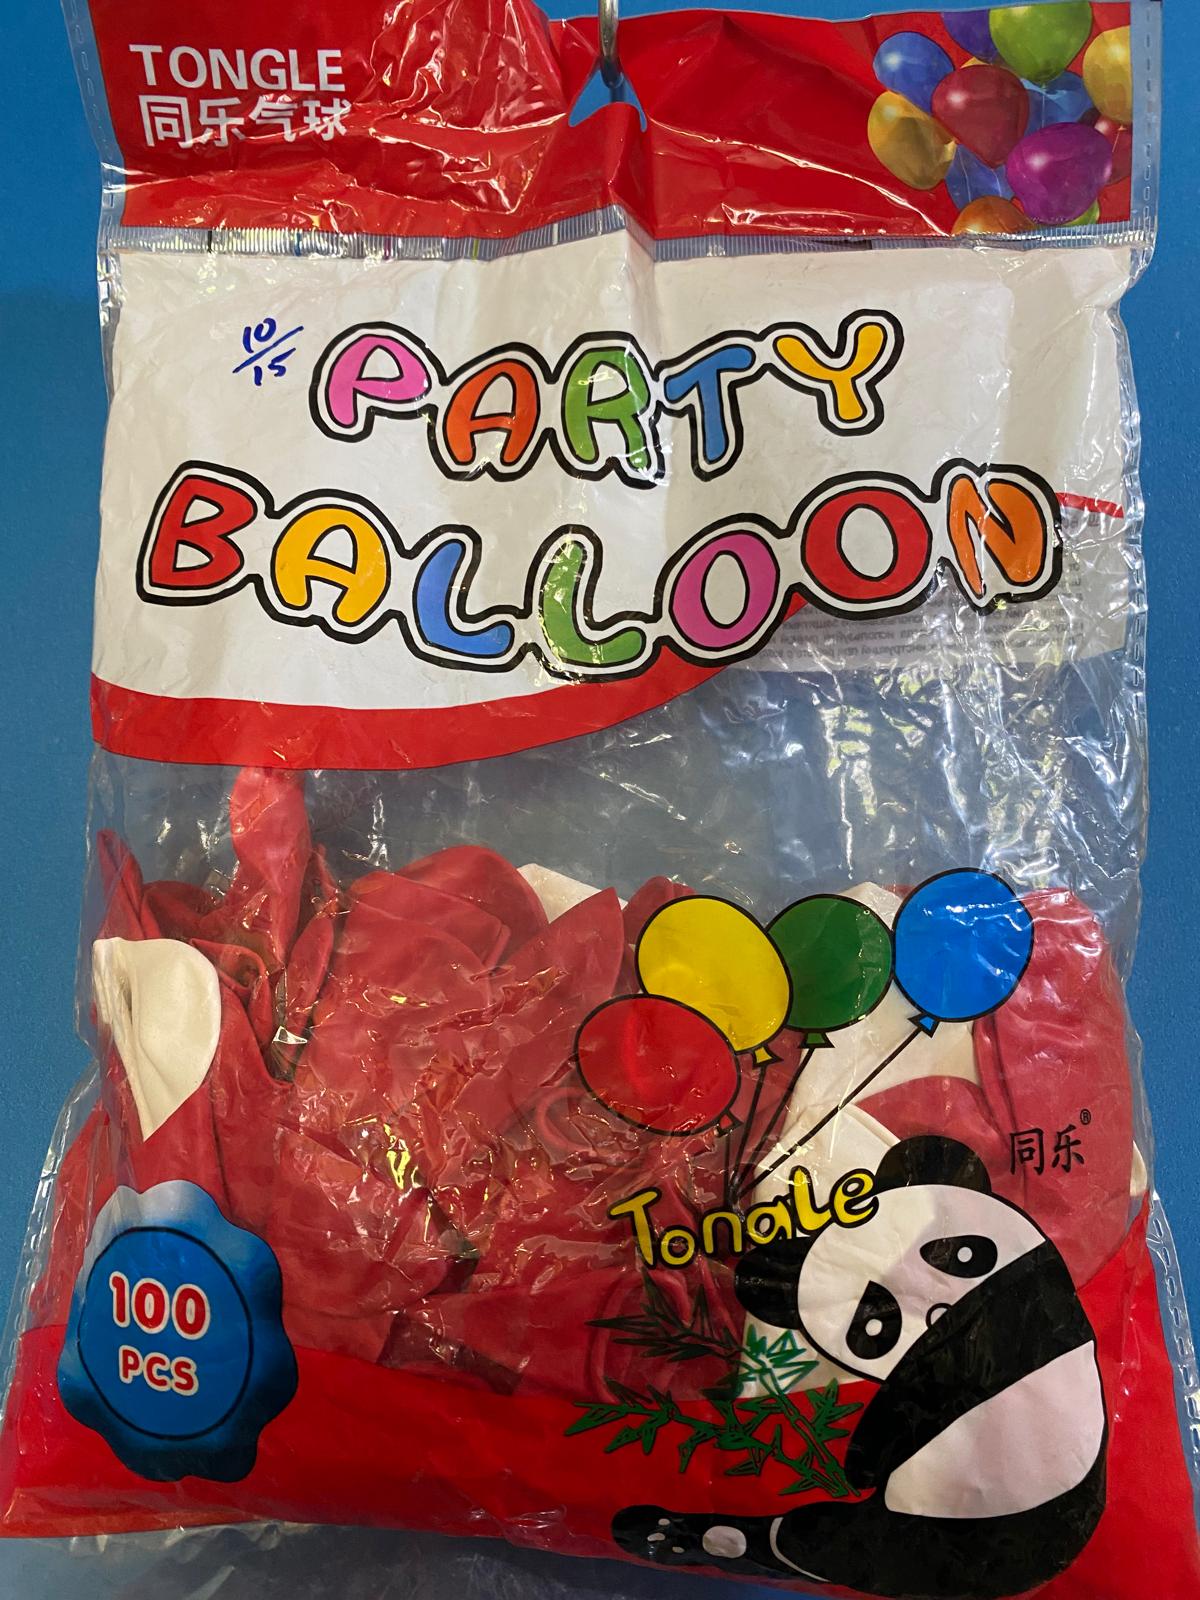 TONGLE
同乐气球
10/15
PARTY
BALLOON
同乐®
Tongle
100
PCS